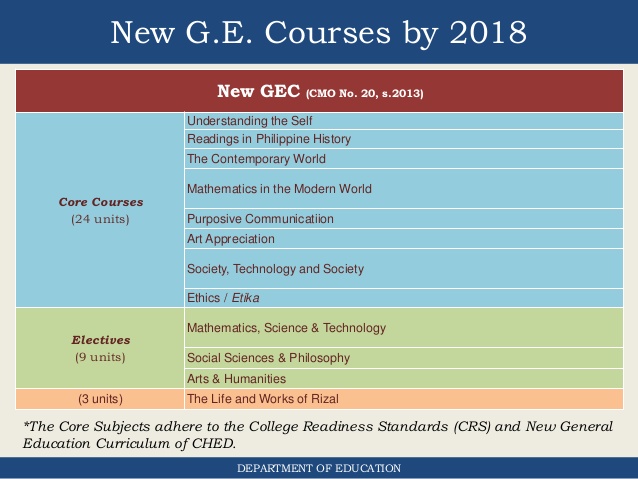 New G.E. Courses by 2018
New GEC (CMO No. 20, s.2013)
Core Courses
(24 units)
Understanding the Self
Readings in Philippine History
The Contemporary World
Mathematics in the Modern World
Purposive Communicatiion
Art Appreciation
Society, Technology and Society
Ethics / Etika
Electives
(9 units)
Mathematics, Science & Technology
Social Sciences & Philosophy
Arts & Humanities
(3 units)
The Life and Works of Rizal
*The Core Subjects adhere to the College Readiness Standards (CRS) and New General
Education Curriculum of CHED.
DEPARTMENT OF EDUCATION